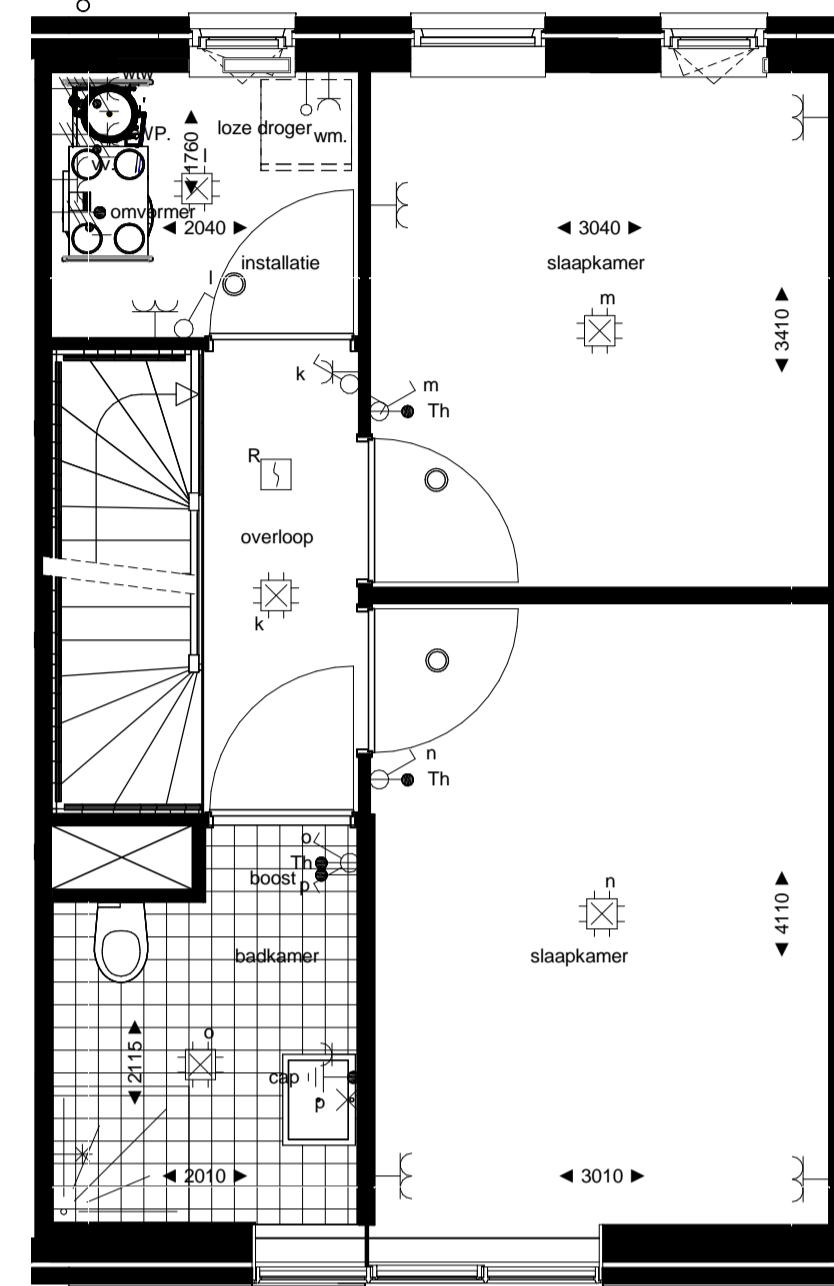 wtw
WP.
loze droger
wm.
1760
l
vv.
omvormer
2040
installatie
l
3040
slaapkamer
m
3410
k
m
Th
R
overloop
k
n
Th
o
Th
boost
p
badkamer
n
slaapkamer
4110
o
2115
cap
p
2010
3010